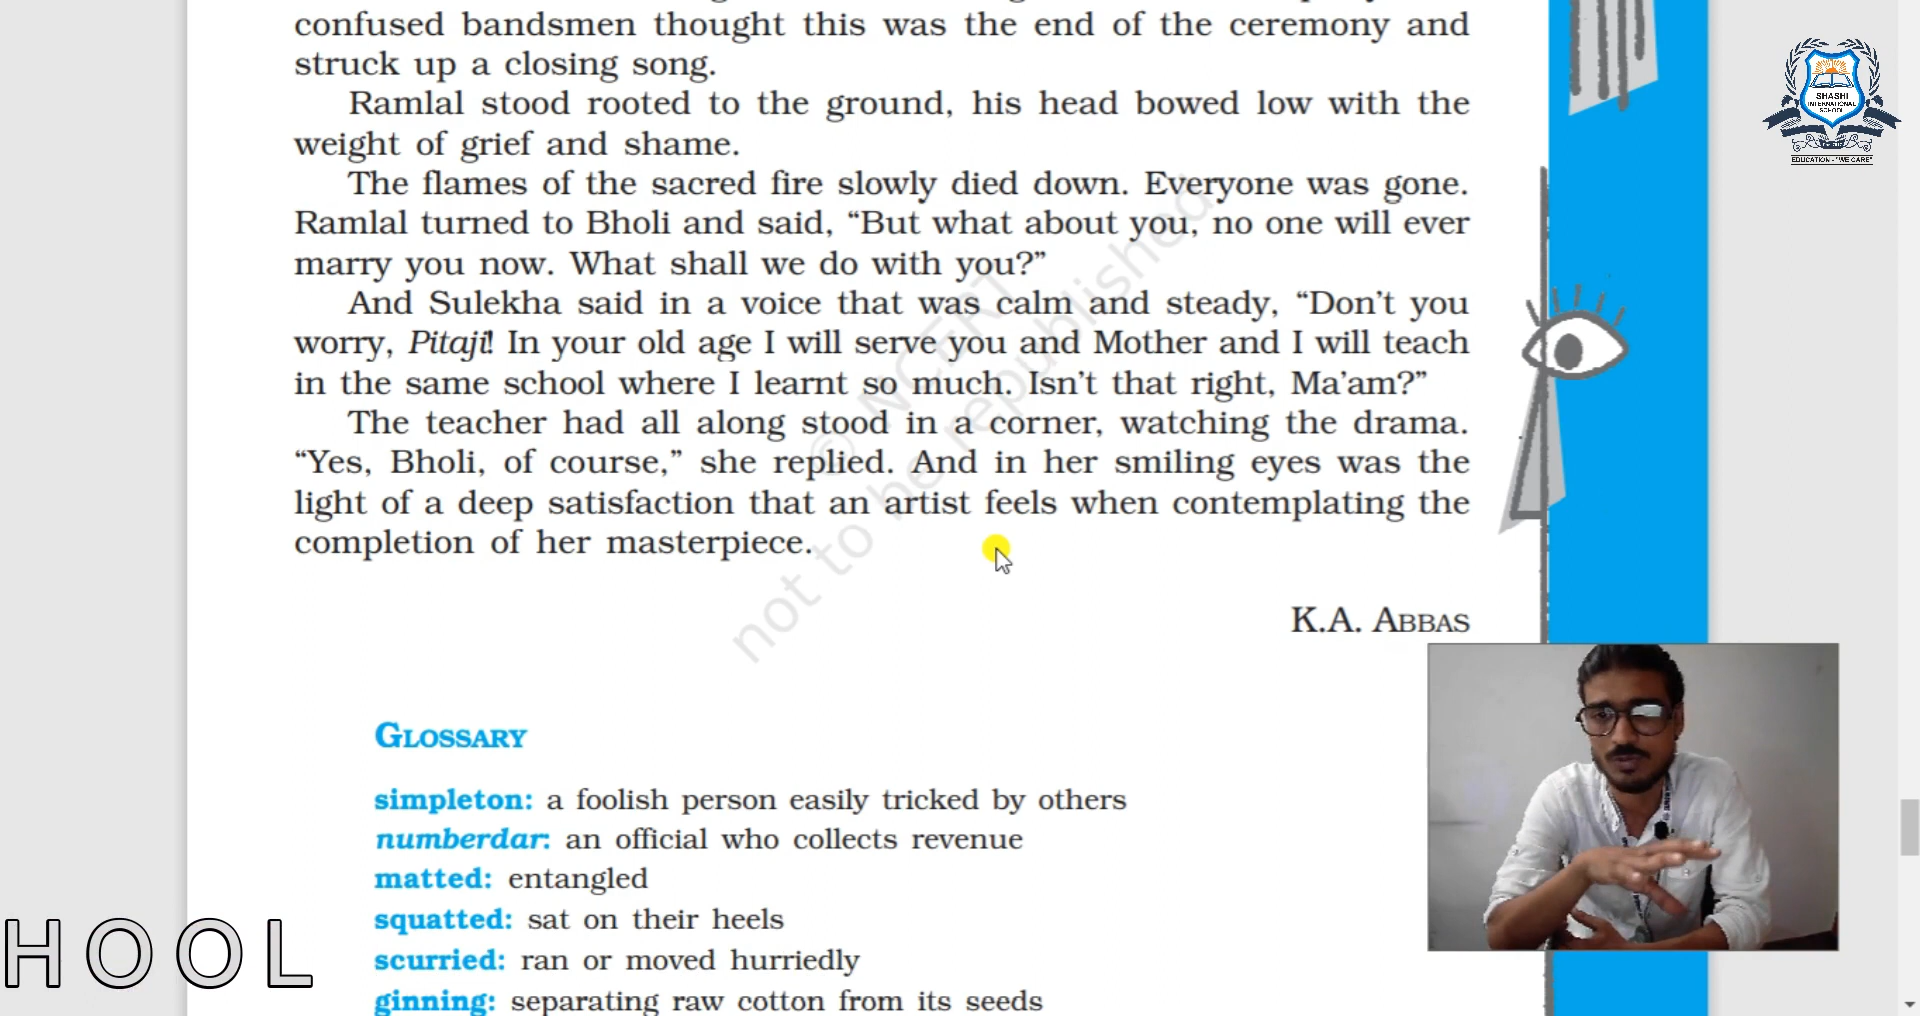 confused bandsmen thought this was the end of the ceremony and
struck up a closing song.
Ramlal stood rooted to the ground, his head bowed low with the
weight of grief and shame.
The flames of the sacred fire slowly died down. Everyone was gone.
Ramlal turned to Bholi and said, “But what about you, no one will ever
marry you now. What shall we do with you?”
And Sulekha said in a voice that was calm and steady, “Don’t you
worry, Pitaji! In your old age I will serve you and Mother and I will teach
in the same school where I learnt so much. Isn’t that right, Ma’am?”
The teacher had all along stood in a corner, watching the drama.
“Yes, Bholi, of course,” she replied. And in her smiling eyes was the
light of a deep satisfaction that an artist feels when contemplating the
completion of her masterpiece.
© NCERT
not to be republished
K.A. ABBAS
GLOSSARY
simpleton: a foolish person easily tricked by others
numberdar: an official who collects revenue
matted: entangled
squatted: sat on their heels
scurried: ran or moved hurriedly
ginning: separating raw cotton from its seeds
SHASHI
INTERNATIONAL
SCHOOL
EDUCATION - "WE CARE"
HOOL